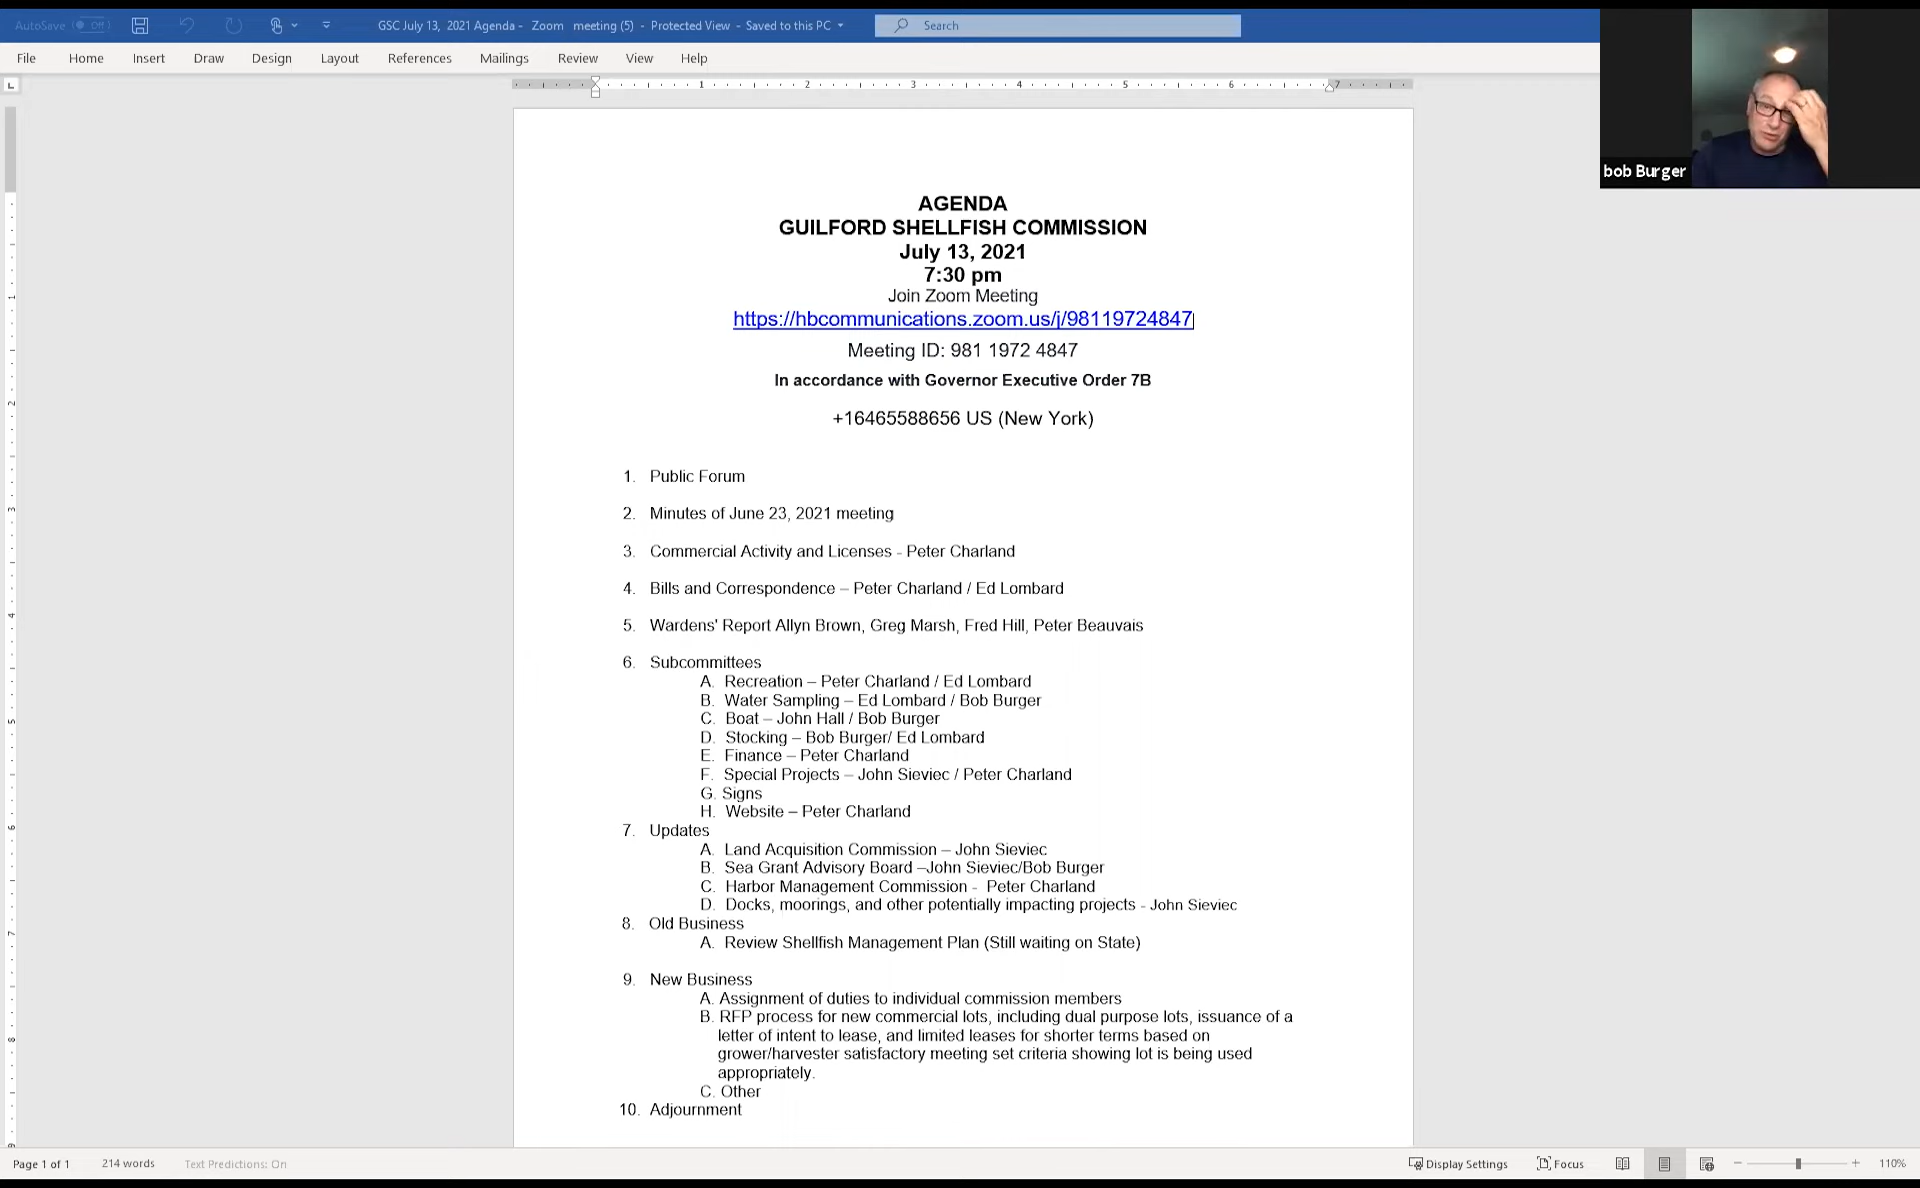 AutoSave Off
GSC July 13, 2021 Agenda - Zoom meeting (5) - Protected View - Saved to this PC
Search
File Home Insert Draw Design Layout References Mailings Review View Help
1 2 3 4 5 6 7
bob Burger
AGENDA
GUILFORD SHELLFISH COMMISSION
July 13, 2021
7:30 pm
Join Zoom Meeting
https://hbcommunications.zoom.us/j/98119724847
Meeting ID: 981 1972 4847
In accordance with Governor Executive Order 7B
+16465588656 US (New York)
1. Public Forum
2. Minutes of June 23, 2021 meeting
3. Commercial Activity and Licenses - Peter Charland
4. Bills and Correspondence – Peter Charland / Ed Lombard
5. Wardens' Report Allyn Brown, Greg Marsh, Fred Hill, Peter Beauvais
6. Subcommittees
A. Recreation – Peter Charland / Ed Lombard
B. Water Sampling – Ed Lombard / Bob Burger
C. Boat – John Hall / Bob Burger
D. Stocking – Bob Burger/ Ed Lombard
E. Finance – Peter Charland
F. Special Projects – John Sieviec / Peter Charland
G. Signs
H. Website – Peter Charland
7. Updates
A. Land Acquisition Commission – John Sieviec
B. Sea Grant Advisory Board –John Sieviec/Bob Burger
C. Harbor Management Commission - Peter Charland
D. Docks, moorings, and other potentially impacting projects - John Sieviec
8. Old Business
A. Review Shellfish Management Plan (Still waiting on State)
9. New Business
A. Assignment of duties to individual commission members
B. RFP process for new commercial lots, including dual purpose lots, issuance of a
letter of intent to lease, and limited leases for shorter terms based on
grower/harvester satisfactory meeting set criteria showing lot is being used
appropriately.
C. Other
10. Adjournment
Page 1 of 1 214 words Text Predictions: On Display Settings Focus 110%